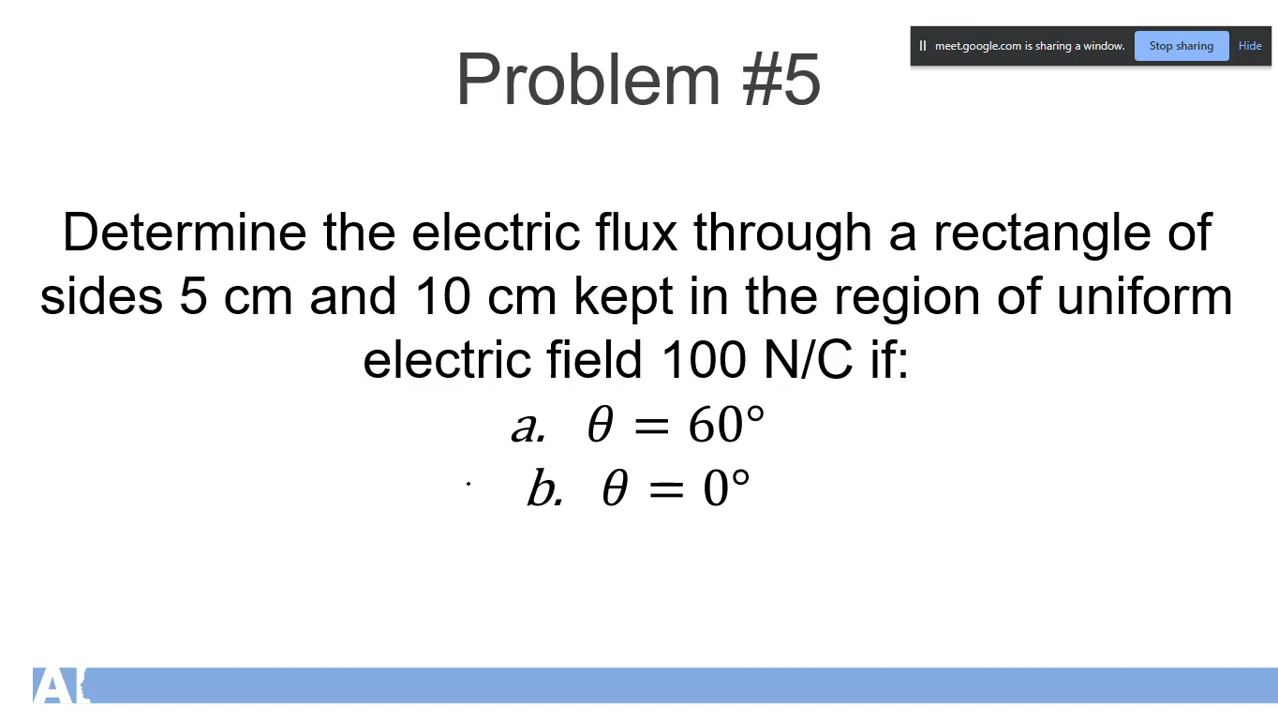 meet.google.com is sharing a window. Stop sharing Hide
Problem #5
Determine the electric flux through a rectangle of
sides 5 cm and 10 cm kept in the region of uniform
electric field 100 N/C if:
a. θ = 60°
b. θ = 0°
A